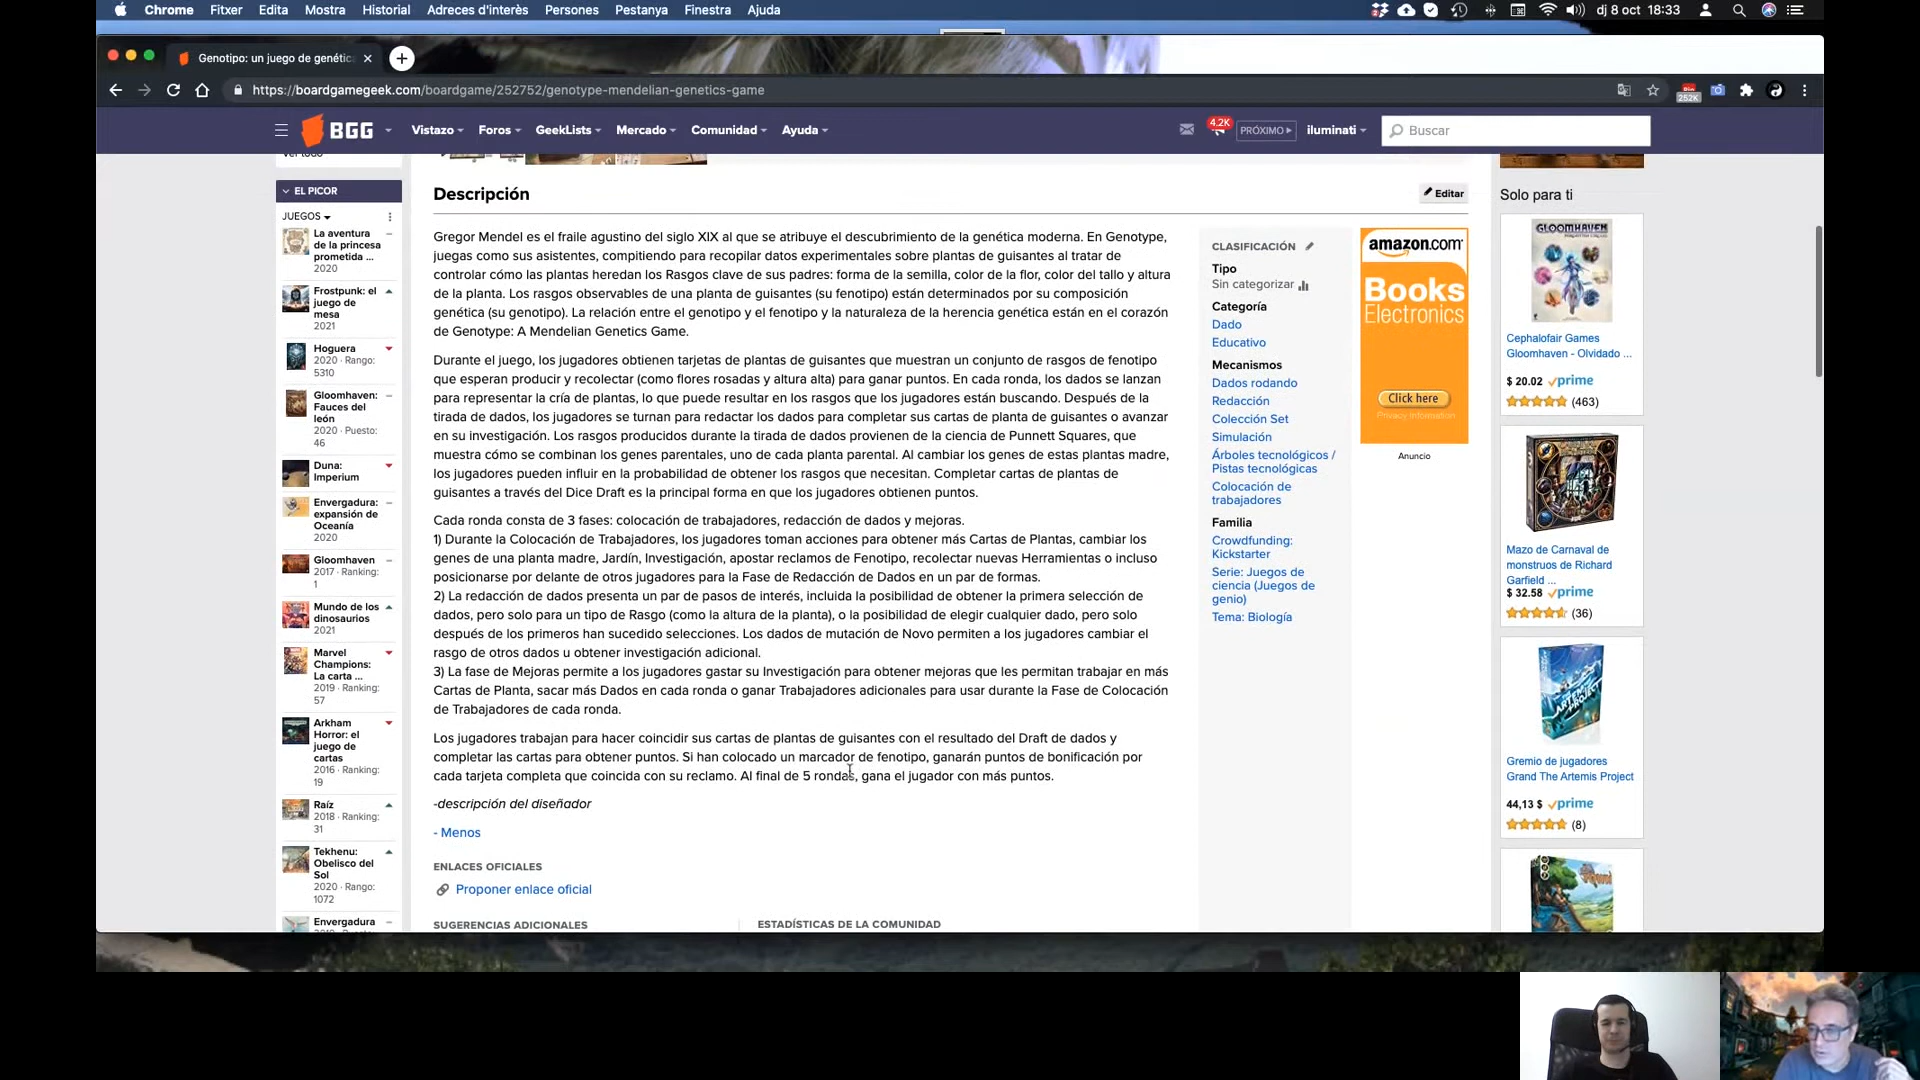 Chrome Fitxer Edita Mostra Historial Adreces d'interès Persones Pestanya Finestra Ajuda
dj 8 oct 18:33
Genotipo: un juego de genétic
https://boardgamegeek.com/boardgame/252752/genotype-mendelian-genetics-game
252K
BGG Vistazo Foros GeekLists Mercado Comunidad Ayuda
4.2K PRÓXIMO iluminati Buscar
Ver todo
EL PICOR
JUEGOS
La aventura
de la princesa
prometida ...
2020
Frostpunk: el
juego de
mesa
2021
Hoguera
2020 · Rango:
5310
Gloomhaven:
Fauces del
león
2020 · Puesto:
46
Duna:
Imperium
Envergadura:
expansión de
Oceanía
2020
Gloomhaven
2017 · Ranking:
1
Mundo de los
dinosaurios
2021
Marvel
Champions:
La carta ...
2019 · Ranking:
57
Arkham
Horror: el
juego de
cartas
2016 · Ranking:
19
Raíz
2018 · Ranking:
31
Tekhenu:
Obelisco del
Sol
2020 · Rango:
1072
Envergadura
Descripción
Editar
Gregor Mendel es el fraile agustino del siglo XIX al que se atribuye el descubrimiento de la genética moderna. En Genotype,
juegas como sus asistentes, compitiendo para recopilar datos experimentales sobre plantas de guisantes al tratar de
controlar cómo las plantas heredan los Rasgos clave de sus padres: forma de la semilla, color de la flor, color del tallo y altura
de la planta. Los rasgos observables de una planta de guisantes (su fenotipo) están determinados por su composición
genética (su genotipo). La relación entre el genotipo y el fenotipo y la naturaleza de la herencia genética están en el corazón
de Genotype: A Mendelian Genetics Game.
Durante el juego, los jugadores obtienen tarjetas de plantas de guisantes que muestran un conjunto de rasgos de fenotipo
que esperan producir y recolectar (como flores rosadas y altura alta) para ganar puntos. En cada ronda, los dados se lanzan
para representar la cría de plantas, lo que puede resultar en los rasgos que los jugadores están buscando. Después de la
tirada de dados, los jugadores se turnan para redactar los dados para completar sus cartas de planta de guisantes o avanzar
en su investigación. Los rasgos producidos durante la tirada de dados provienen de la ciencia de Punnett Squares, que
muestra cómo se combinan los genes parentales, uno de cada planta parental. Al cambiar los genes de estas plantas madre,
los jugadores pueden influir en la probabilidad de obtener los rasgos que necesitan. Completar cartas de plantas de
guisantes a través del Dice Draft es la principal forma en que los jugadores obtienen puntos.
Cada ronda consta de 3 fases: colocación de trabajadores, redacción de dados y mejoras.
1) Durante la Colocación de Trabajadores, los jugadores toman acciones para obtener más Cartas de Plantas, cambiar los
genes de una planta madre, Jardín, Investigación, apostar reclamos de Fenotipo, recolectar nuevas Herramientas o incluso
posicionarse por delante de otros jugadores para la Fase de Redacción de Dados en un par de formas.
2) La redacción de dados presenta un par de pasos de interés, incluida la posibilidad de obtener la primera selección de
dados, pero solo para un tipo de Rasgo (como la altura de la planta), o la posibilidad de elegir cualquier dado, pero solo
después de los primeros han sucedido selecciones. Los dados de mutación de Novo permiten a los jugadores cambiar el
rasgo de otros dados u obtener investigación adicional.
3) La fase de Mejoras permite a los jugadores gastar su Investigación para obtener mejoras que les permitan trabajar en más
Cartas de Planta, sacar más Dados en cada ronda o ganar Trabajadores adicionales para usar durante la Fase de Colocación
de Trabajadores de cada ronda.
Los jugadores trabajan para hacer coincidir sus cartas de plantas de guisantes con el resultado del Draft de dados y
completar las cartas para obtener puntos. Si han colocado un marcador de fenotipo, ganarán puntos de bonificación por
cada tarjeta completa que coincida con su reclamo. Al final de 5 rondas, gana el jugador con más puntos.
-descripción del diseñador
- Menos
ENLACES OFICIALES
Proponer enlace oficial
SUGERENCIAS ADICIONALES
ESTADÍSTICAS DE LA COMUNIDAD
CLASIFICACIÓN
Tipo
Sin categorizar
Categoría
Dado
Educativo
Mecanismos
Dados rodando
Redacción
Colección Set
Simulación
Árboles tecnológicos /
Pistas tecnológicas
Colocación de
trabajadores
Familia
Crowdfunding:
Kickstarter
Serie: Juegos de
ciencia (Juegos de
genio)
Tema: Biología
amazon.com
Books
Electronics
Click here
Privacy Information
Anuncio
Solo para ti
GLOOMHAVEN
Cephalofair Games
Gloomhaven - Olvidado ...
$ 20.02 prime
(463)
Mazo de Carnaval de
monstruos de Richard
Garfield ...
$ 32.58 prime
(36)
ARTEMIS
PROJECT
Gremio de jugadores
Grand The Artemis Project
44,13 $ prime
(8)